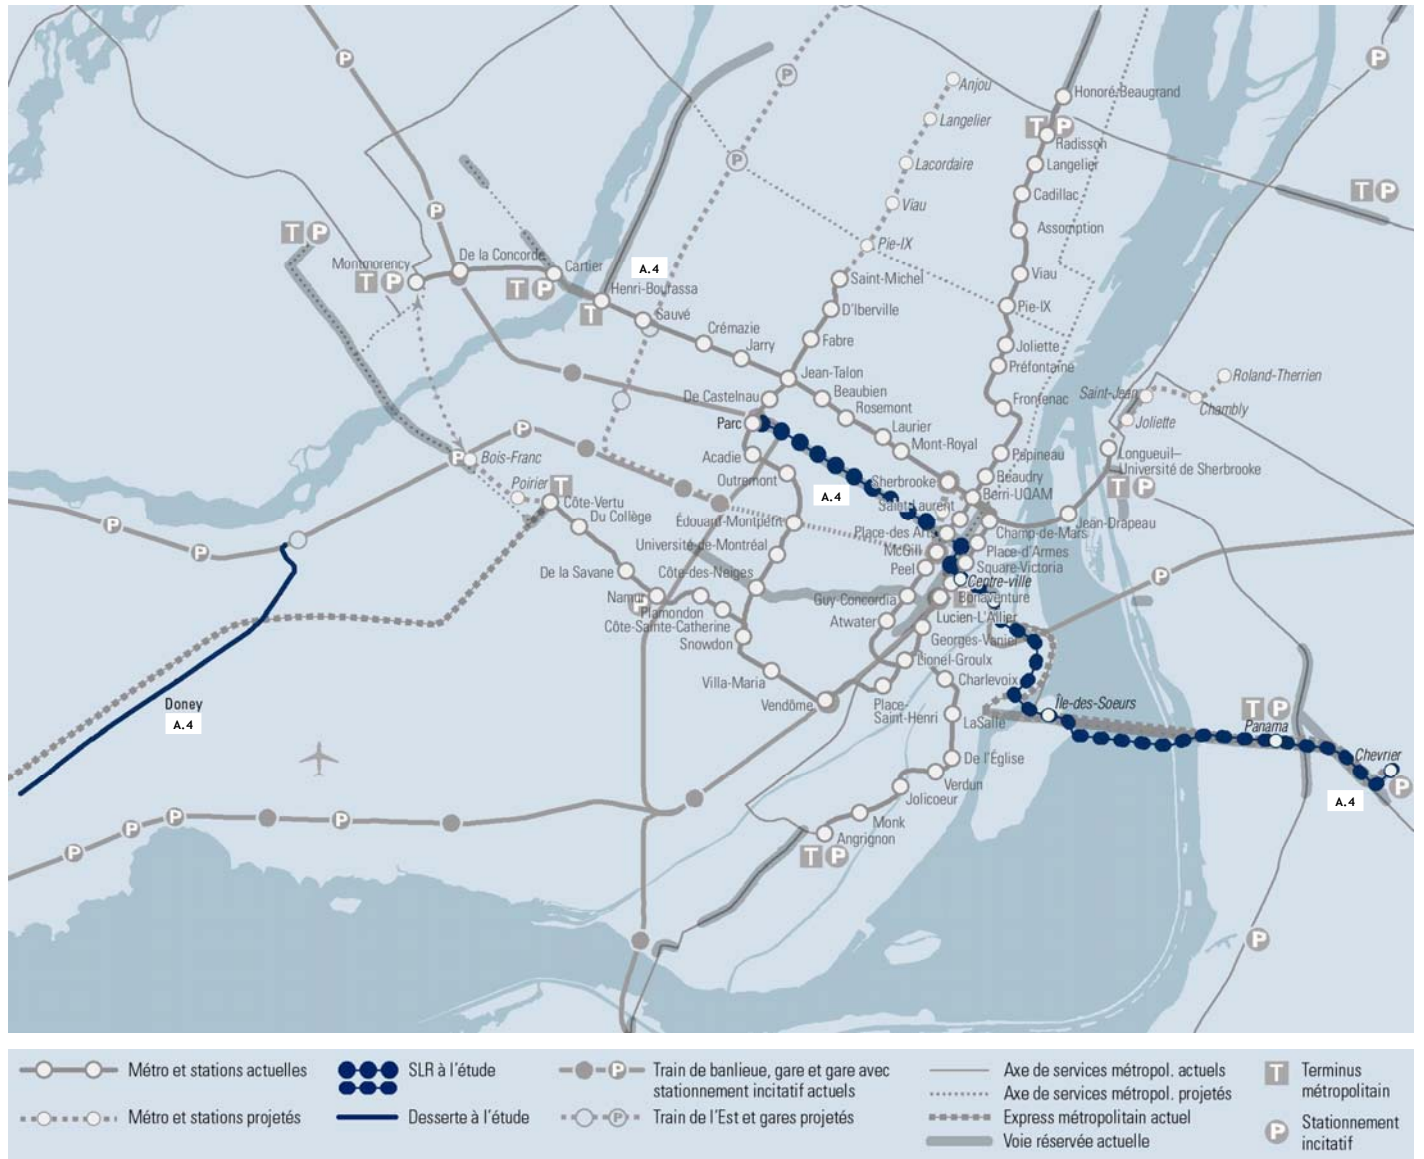 P
P
Anjou
P
Honoré-Beaugrand
Langelier
T P
Radisson
P
Lacordaire
Langelier
T P
Cadillac
P
Viau
T P
Assomption
Pie-IX
De la Concorde
Montmorency
Cartier
A.4
Saint-Michel
Viau
T P
T P
Henri-Bourassa
T
Sauvé
D'Iberville
Pie-IX
Crémazie
Jarry
Fabre
Joliette
Jean-Talon
Préfontaine
Roland-Therrien
De Castelnau
Beaubien
Saint-Jean
Chambly
Rosemont
Frontenac
Parc
Joliette
P
Laurier
Mont-Royal
P
Bois-Franc
Acadie
Papineau
Longueuil–
Université de Sherbrooke
Outremont
Sherbrooke
Beaudry
Poirier
T
A.4
Berri-UQAM
T P
Côte-Vertu
Saint-Laurent
Du Collège
Édouard-Montpetit
Jean-Drapeau
P
Place-des Arts
Champ-de-Mars
Université-de-Montréal
McGill
Place-d'Armes
P
Peel
Square-Victoria
De la Savane
Côte-des-Neiges
Centre-ville
P
Namur
Guy-Concordia
Bonaventure
P
Plamondon
Atwater
Lucien-L'Allier
Côte-Sainte-Catherine
Georges-Vanier
Snowdon
Lionel-Groulx
Villa-Maria
Charlevoix
Vendôme
Place-
Saint-Henri
Île-des-Soeurs
T P
Doney
LaSalle
Panama
A.4
De l'Église
Chevrier
Verdun
P
Jolicoeur
A.4
P
P
P
P
Monk
Angrignon
T P
P
Métro et stations actuelles
Métro et stations projetés
SLR à l'étude
Desserte à l'étude
P
Train de banlieue, gare et gare avec
stationnement incitatif actuels
P
Train de l'Est et gares projetés
Axe de services métropol. actuels
Axe de services métropol. projetés
Express métropolitain actuel
Voie réservée actuelle
T
Terminus
métropolitain
P
Stationnement
incitatif